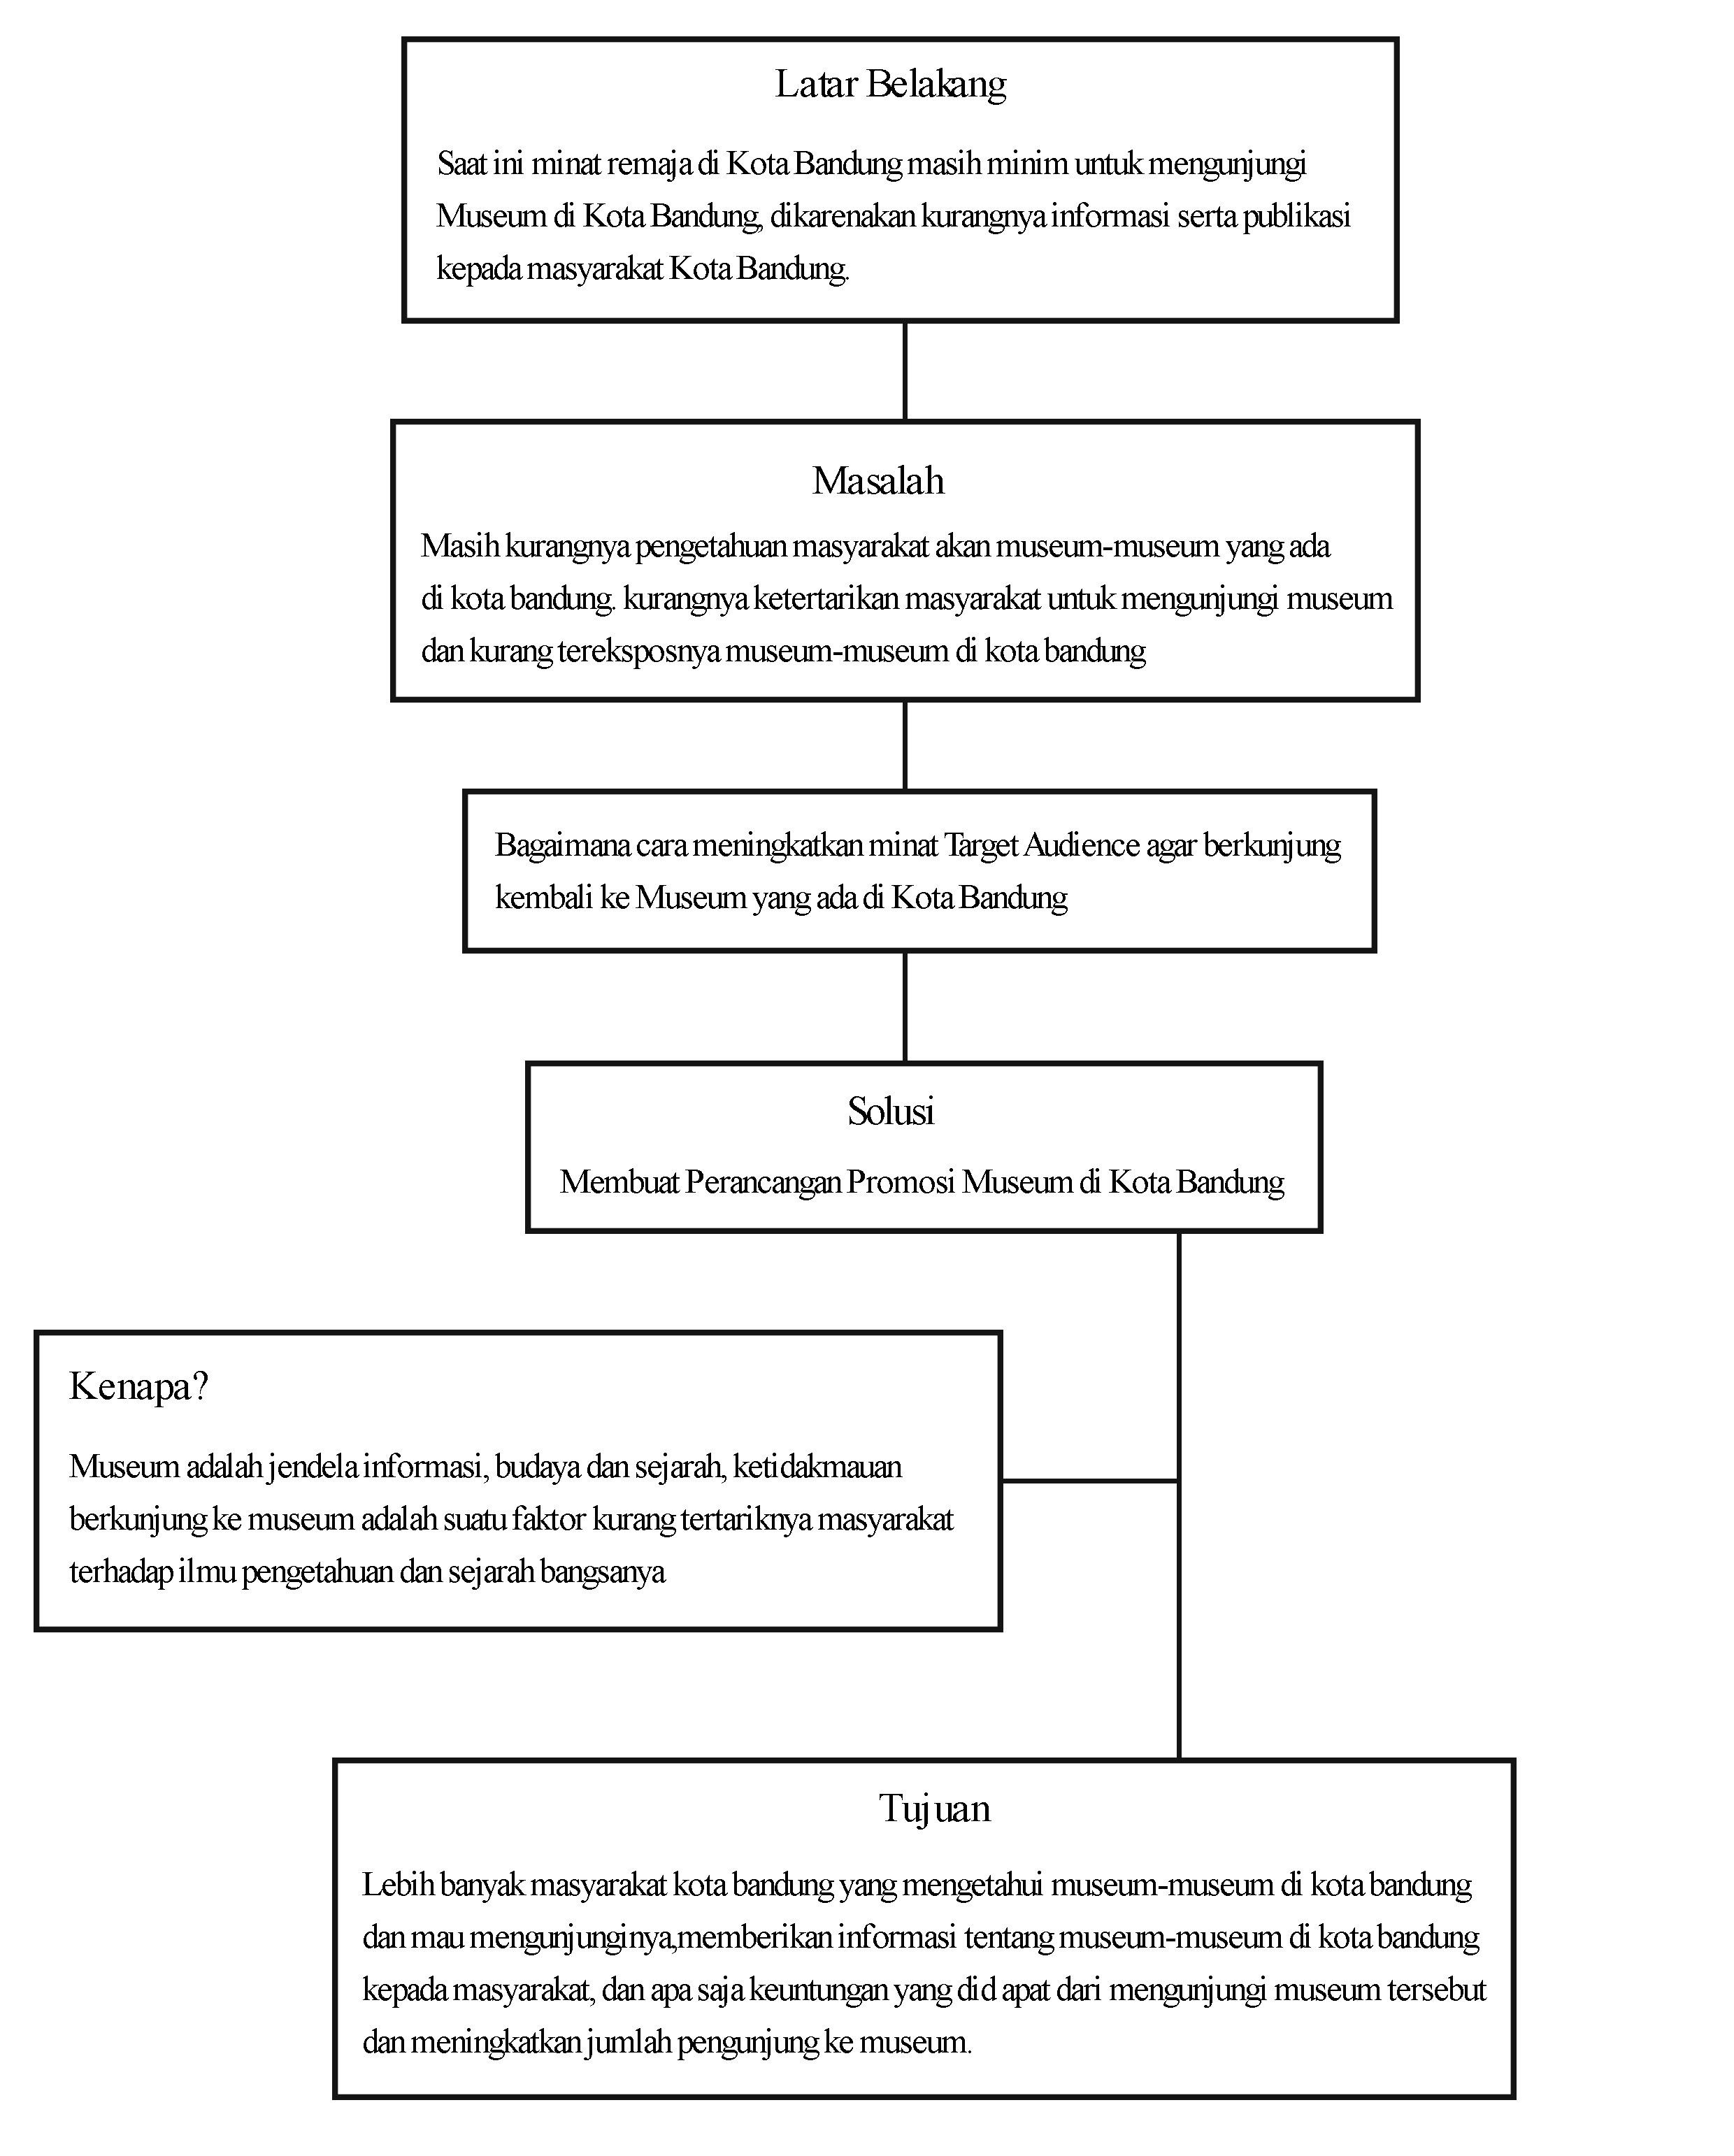 Latar Belakang
Saat ini minat remaja di Kota Bandung masih minim untuk mengunjungi
Museum di Kota Bandung, dikarenakan kurangnya informasi serta publikasi
kepada masyarakat Kota Bandung.
Masalah
Masih kurangnya pengetahuan masyarakat akan museum-museum yang ada
di kota bandung. kurangnya ketertarikan masyarakat untuk mengunjungi museum
dan kurang tereksposnya museum-museum di kota bandung
Bagaimana cara meningkatkan minat Target Audience agar berkunjung
kembali ke Museum yang ada di Kota Bandung
Solusi
Membuat Perancangan Promosi Museum di Kota Bandung
Kenapa?
Museum adalah jendela informasi, budaya dan sejarah, ketidakmauan
berkunjung ke museum adalah suatu faktor kurang tertariknya masyarakat
terhadap ilmu pengetahuan dan sejarah bangsanya
Tujuan
Lebih banyak masyarakat kota bandung yang mengetahui museum-museum di kota bandung
dan mau mengunjunginya,memberikan informasi tentang museum-museum di kota bandung
kepada masyarakat, dan apa saja keuntungan yang did apat dari mengunjungi museum tersebut
dan meningkatkan jumlah pengunjung ke museum.